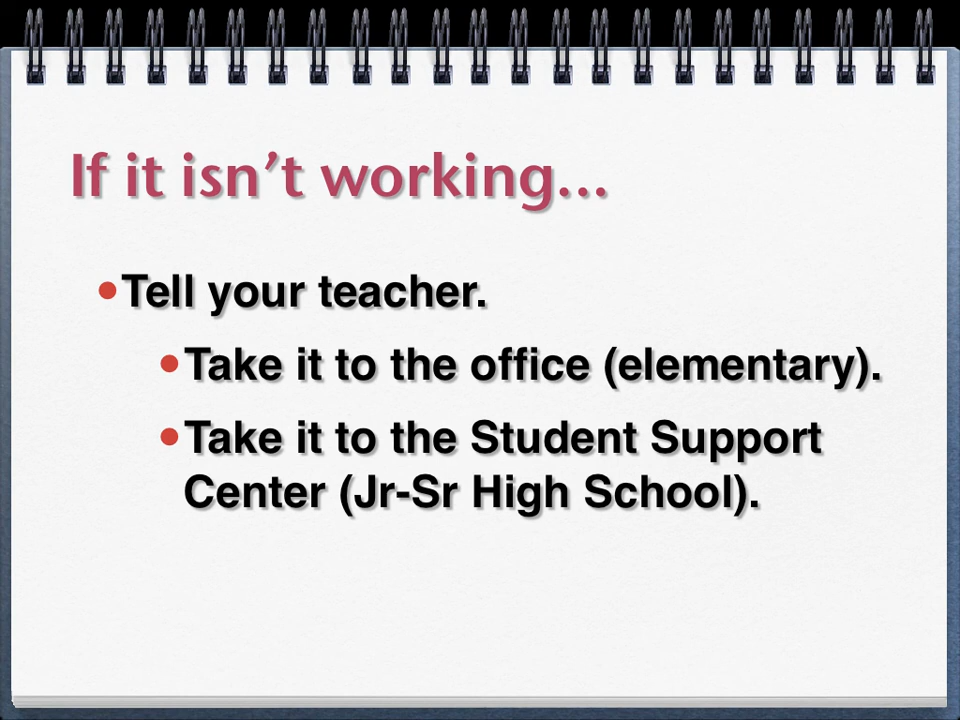 If it isn’t working...
•Tell your teacher.
•Take it to the office (elementary).
•Take it to the Student Support
Center (Jr-Sr High School).